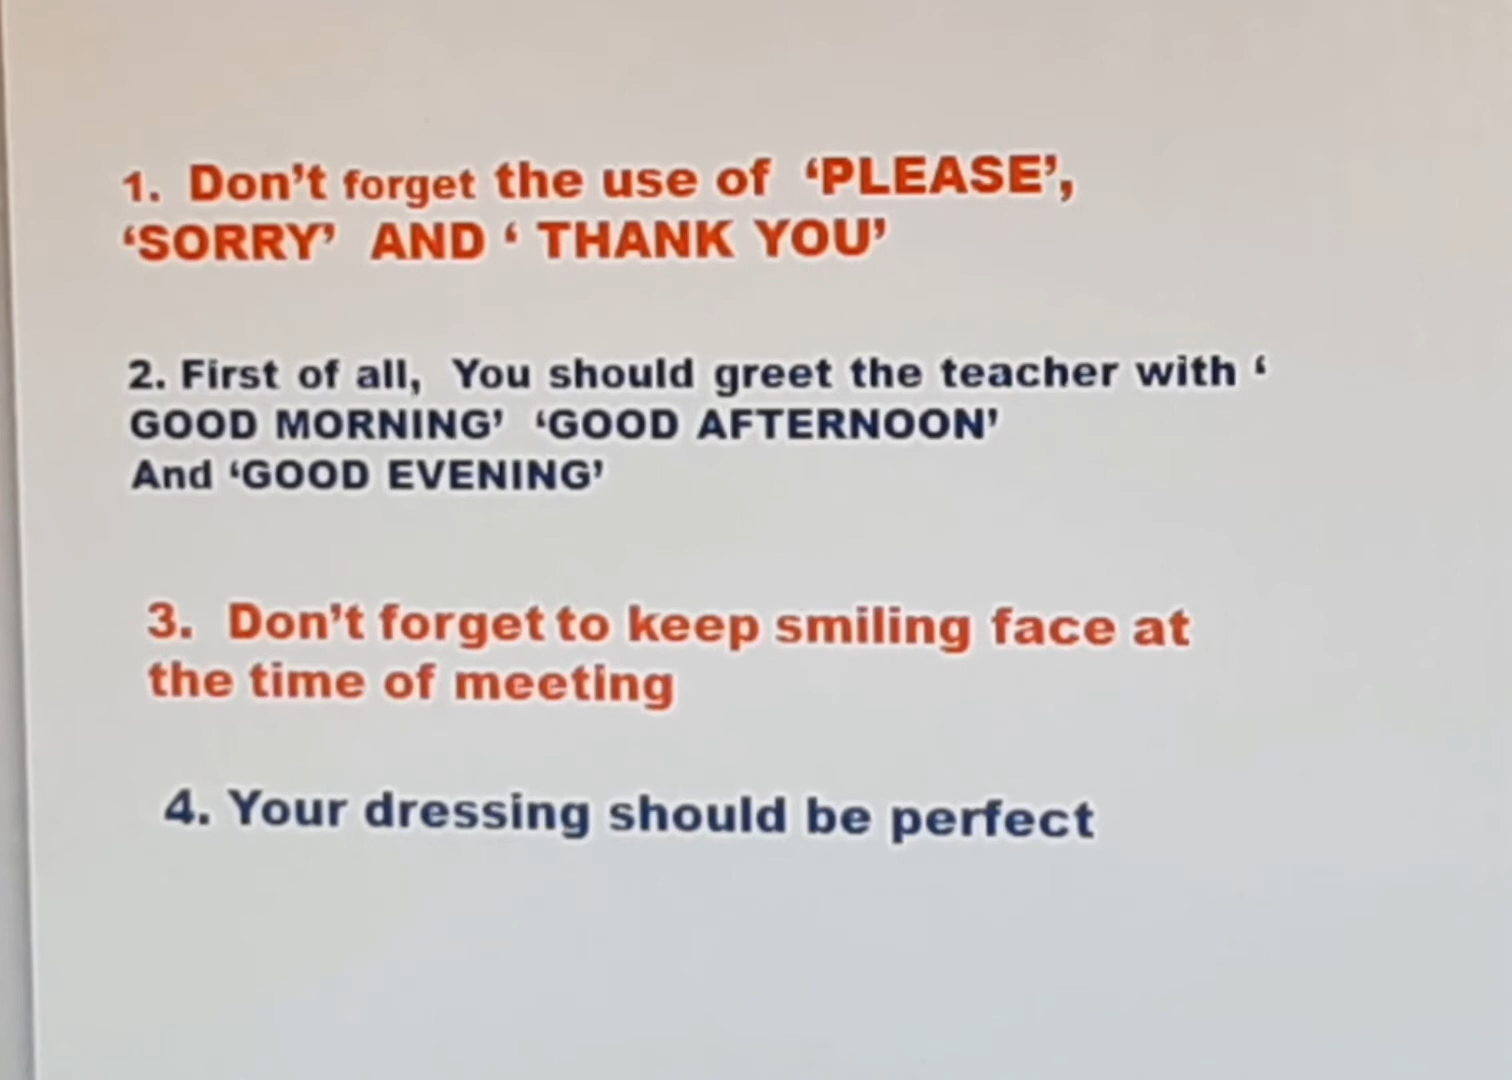 1. Don't forget the use of 'PLEASE',
'SORRY' AND ' THANK YOU'
2. First of all, You should greet the teacher with '
GOOD MORNING' 'GOOD AFTERNOON'
And 'GOOD EVENING'
3. Don't forget to keep smiling face at
the time of meeting
4. Your dressing should be perfect